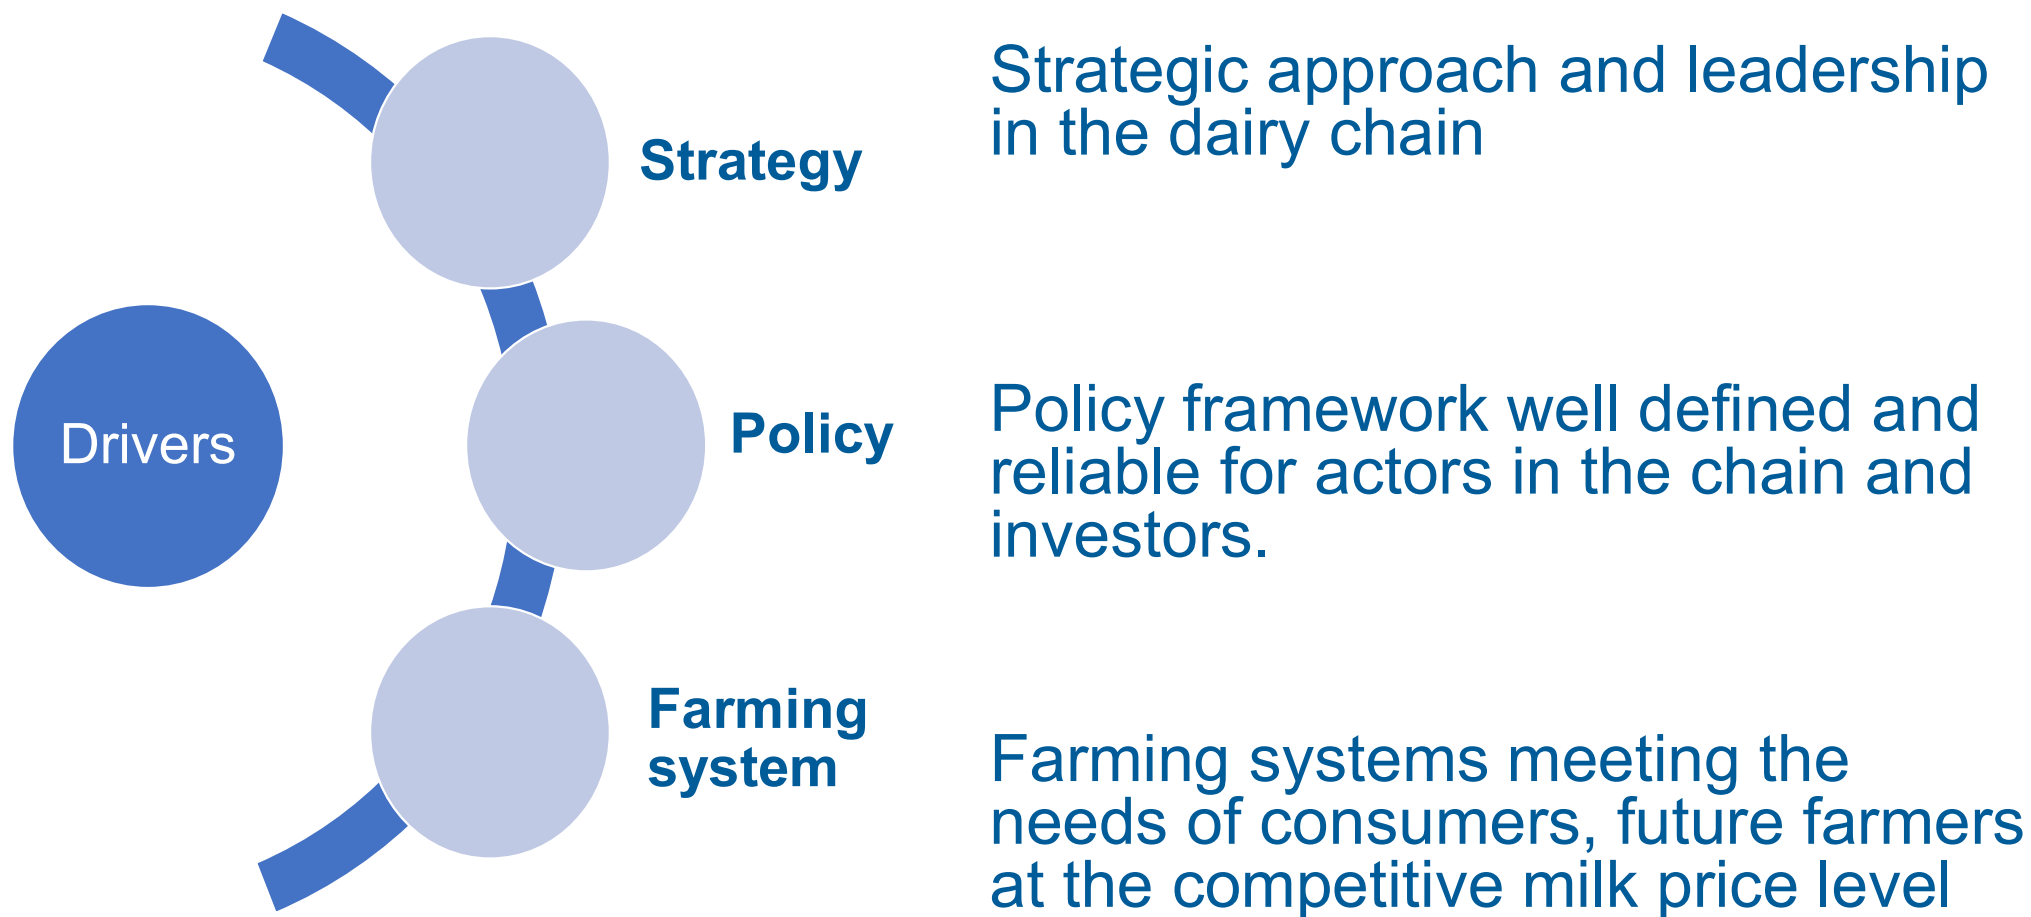 Drivers
Strategy
Strategic approach and leadership
in the dairy chain
Policy
Policy framework well defined and
reliable for actors in the chain and
investors.
Farming
system
Farming systems meeting the
needs of consumers, future farmers
at the competitive milk price level